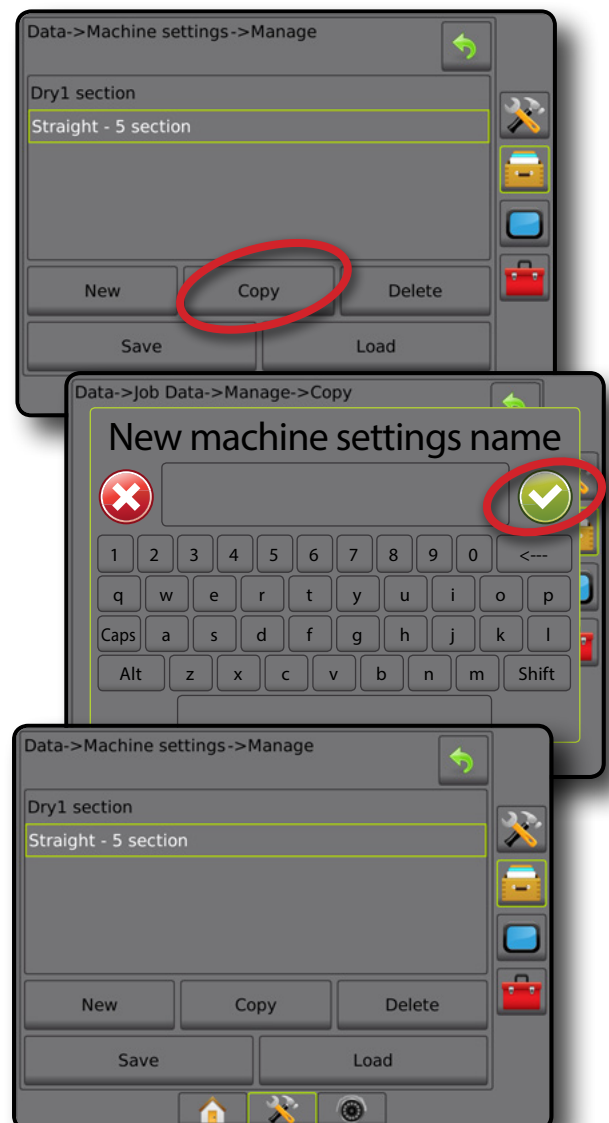 Data->Machine settings->Manage
Dry1 section
Straight - 5 section
New Copy Delete
Save Load
Data->Job Data->Manage->Copy
New machine settings name
1 2 3 4 5 6 7 8 9 0 <---
q w e r t y u i o p
Caps a s d f g h j k l
Alt z x c v b n m Shift
Data->Machine settings->Manage
Dry1 section
Straight - 5 section
New Copy Delete
Save Load